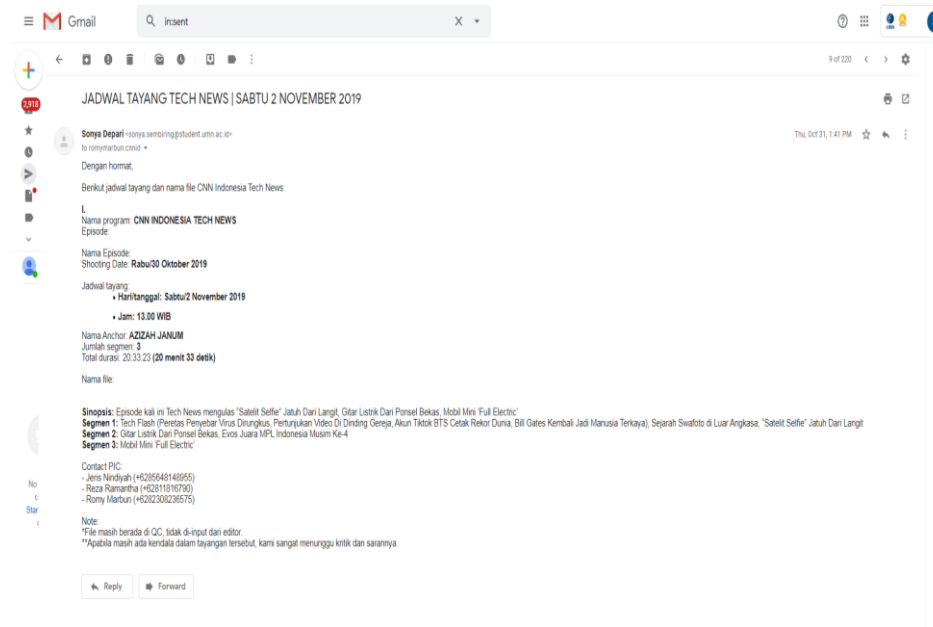 Gmail
in:sent
9 of 220
2,918
JADWAL TAYANG TECH NEWS | SABTU 2 NOVEMBER 2019
Sonya Depari <sonya.sembiring@student.umn.ac.id>
Thu, Oct 31, 1:41 PM
to romymarbun.cnnid
Dengan hormat,
Berikut jadwal tayang dan nama file CNN Indonesia Tech News:
I.
Nama program: CNN INDONESIA TECH NEWS
Episode:
Nama Episode:
Shooting Date: Rabu/30 Oktober 2019
Jadwal tayang:
• Hari/tanggal: Sabtu/2 November 2019
• Jam: 13.00 WIB
Nama Anchor: AZIZAH JANUM
Jumlah segmen: 3
Total durasi: 20:33:23 (20 menit 33 detik)
Nama file:
Sinopsis: Episode kali ini Tech News mengulas "Satelit Selfie" Jatuh Dari Langit, Gitar Listrik Dari Ponsel Bekas, Mobil Mini 'Full Electric'
Segmen 1: Tech Flash (Peretas Penyebar Virus Dirungkus, Pertunjukan Video Di Dinding Gereja, Akun Tiktok BTS Cetak Rekor Dunia, Bill Gates Kembali Jadi Manusia Terkaya), Sejarah Swafoto di Luar Angkasa, "Satelit Selfie" Jatuh Dari Langit
Segmen 2: Gitar Listrik Dari Ponsel Bekas, Evos Juara MPL Indonesia Musim Ke-4
Segmen 3: Mobil Mini 'Full Electric'
Contact PIC:
- Jeris Nindiyah (+6285648148955)
- Reza Ramantha (+62811816790)
- Romy Marbun (+6282308236575)
No
c
Star
Note:
*File masih berada di QC, tidak di-input dari editor.
**Apabila masih ada kendala dalam tayangan tersebut, kami sangat menunggu kritik dan sarannya.
Reply
Forward